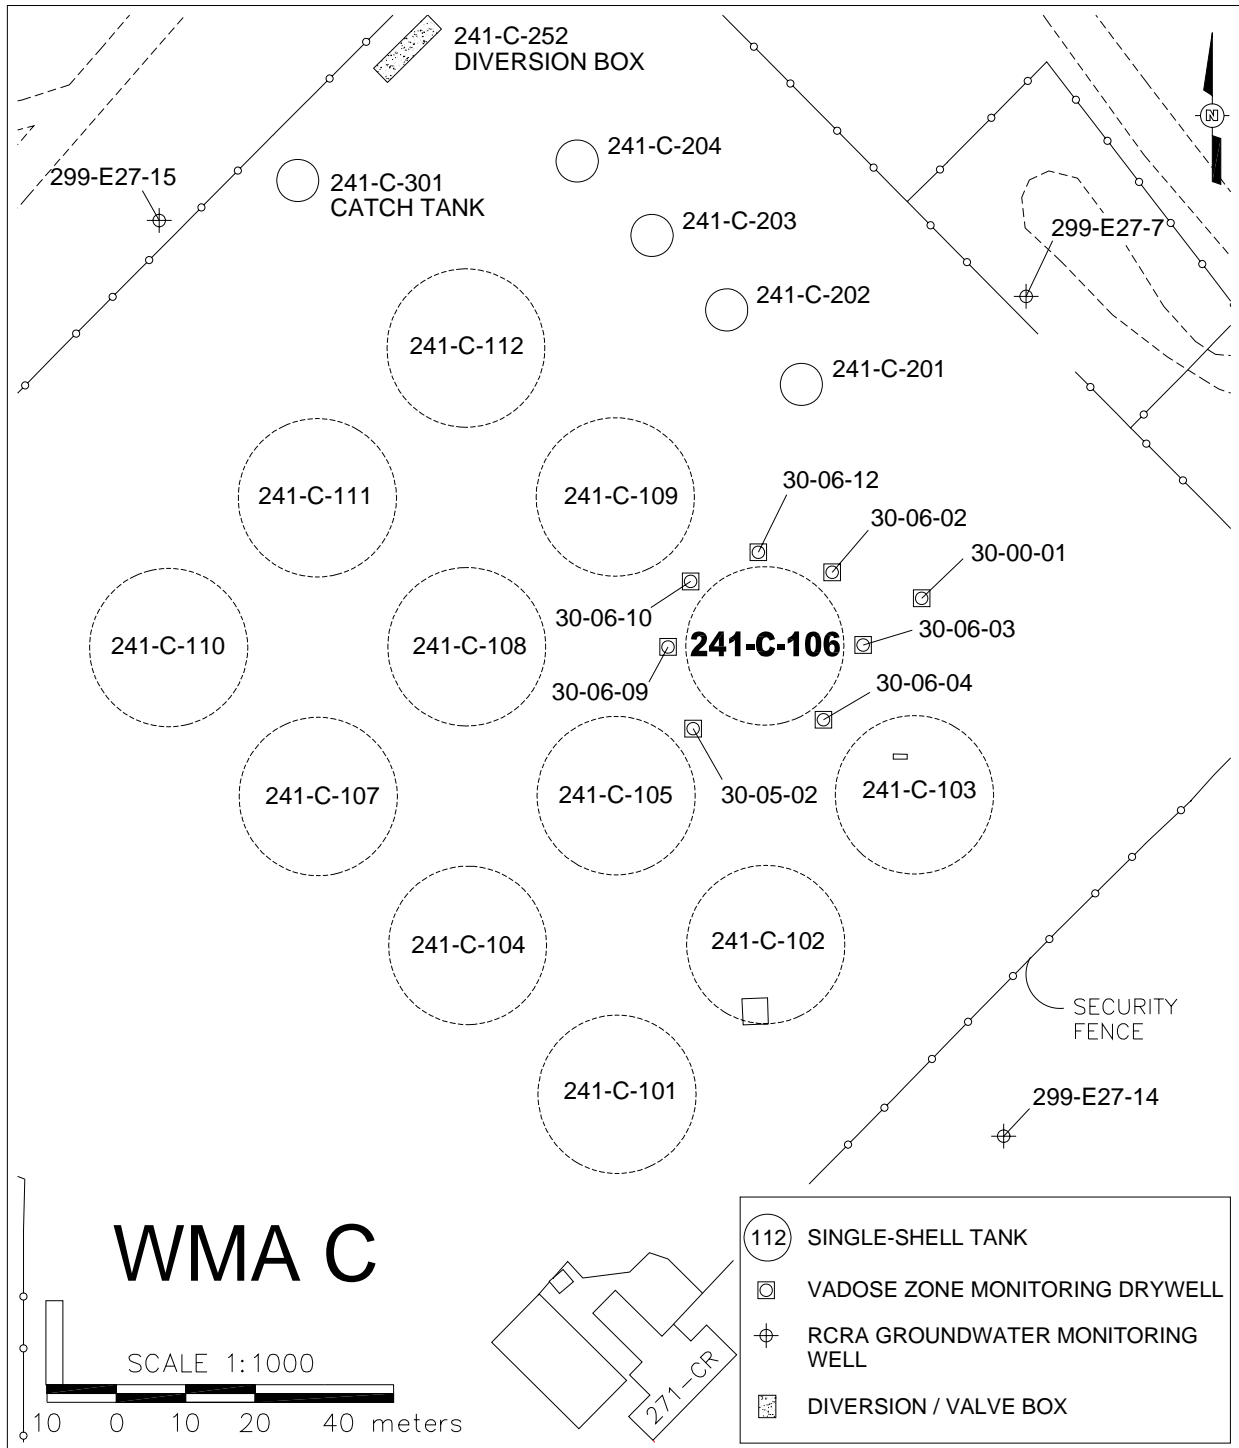 241-C-252
DIVERSION BOX
N
241-C-204
299-E27-15
241-C-301
CATCH TANK
241-C-203
299-E27-7
241-C-202
241-C-112
241-C-201
30-06-12
241-C-111
241-C-109
30-06-02
30-00-01
30-06-10
30-06-03
241-C-110
241-C-108
241-C-106
30-06-09
30-06-04
241-C-107
241-C-105
30-05-02
241-C-103
241-C-104
241-C-102
SECURITY
FENCE
241-C-101
299-E27-14
WMA C
SCALE 1:1000
10 0 10 20 40 meters
271-CR
112 SINGLE-SHELL TANK
VADOSE ZONE MONITORING DRYWELL
RCRA GROUNDWATER MONITORING
WELL
DIVERSION / VALVE BOX